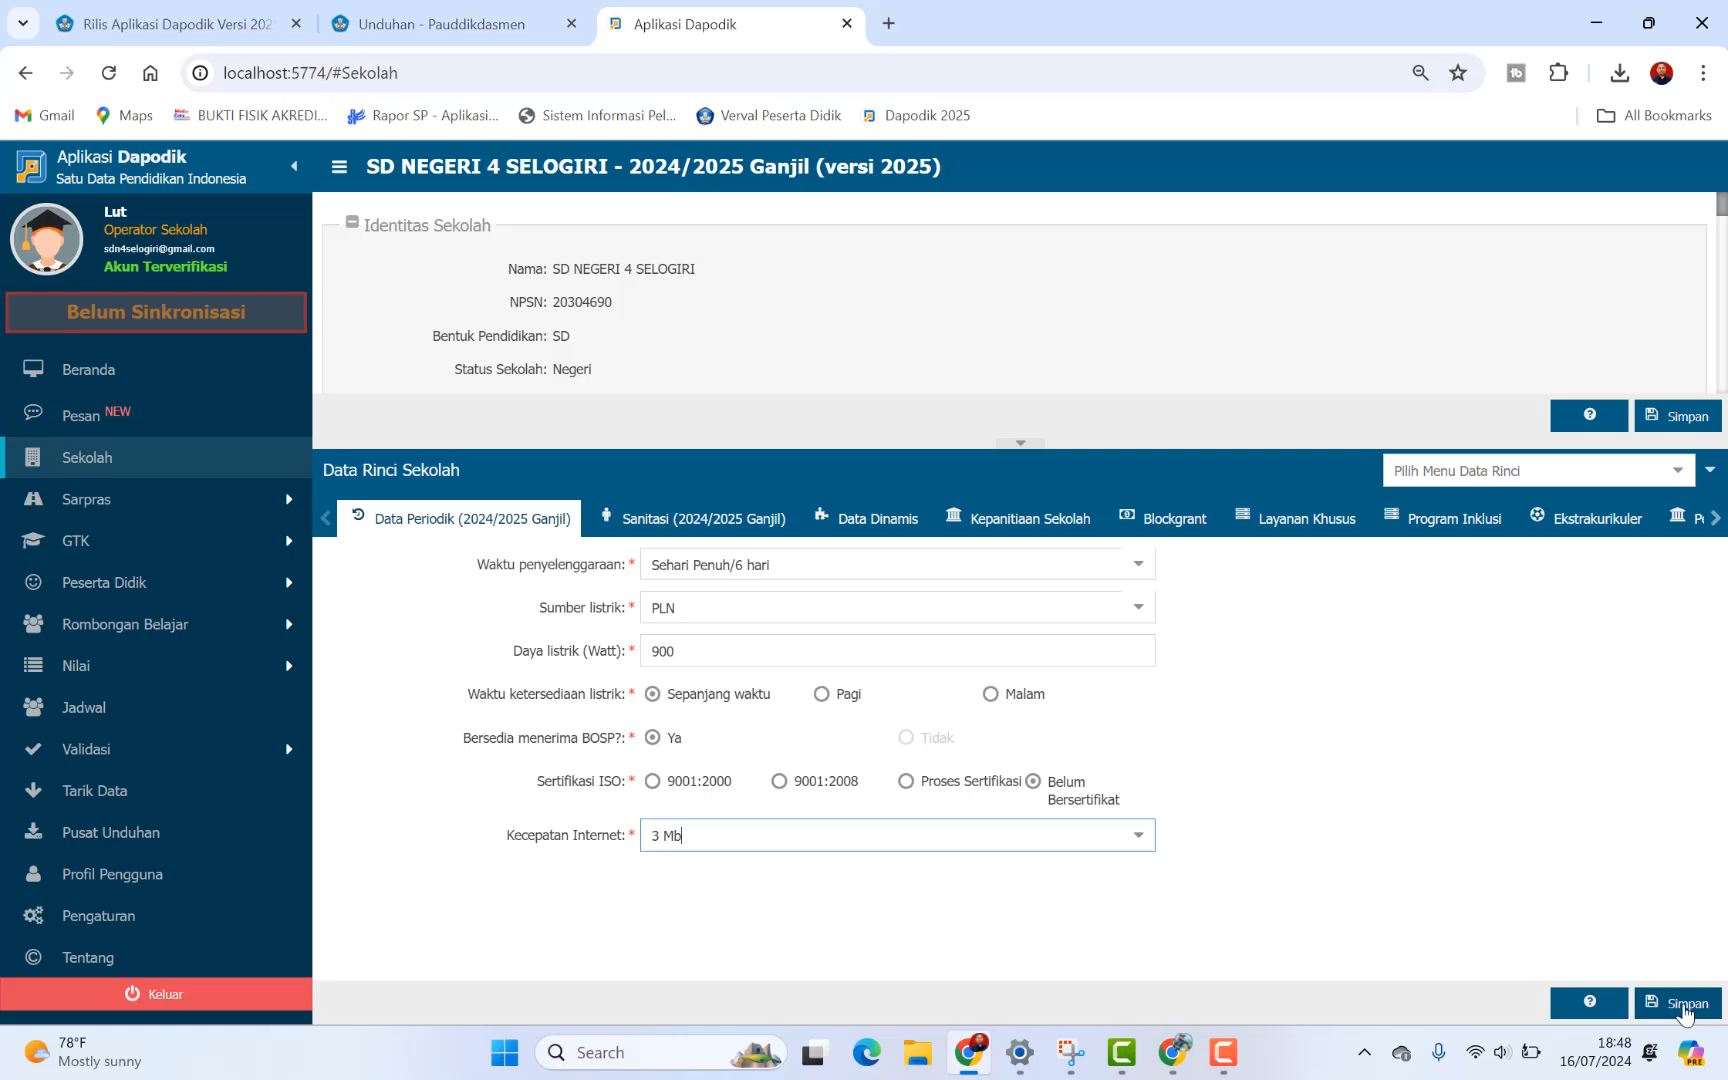 Rilis Aplikasi Dapodik Versi 202
Unduhan - Pauddikdasmen
Aplikasi Dapodik
localhost:5774/#Sekolah
Gmail
Maps
BUKTI FISIK AKREDI...
Rapor SP - Aplikasi...
Sistem Informasi Pel...
Verval Peserta Didik
Dapodik 2025
All Bookmarks
Aplikasi Dapodik
Satu Data Pendidikan Indonesia
SD NEGERI 4 SELOGIRI - 2024/2025 Ganjil (versi 2025)
Lut
Operator Sekolah
sdn4selogiri@gmail.com
Akun Terverifikasi
Belum Sinkronisasi
Beranda
Pesan NEW
Sekolah
Sarpras
GTK
Peserta Didik
Rombongan Belajar
Nilai
Jadwal
Validasi
Tarik Data
Pusat Unduhan
Profil Pengguna
Pengaturan
Tentang
Keluar
Identitas Sekolah
Nama: SD NEGERI 4 SELOGIRI
NPSN: 20304690
Bentuk Pendidikan: SD
Status Sekolah: Negeri
Simpan
Data Rinci Sekolah
Pilih Menu Data Rinci
Data Periodik (2024/2025 Ganjil)
Sanitasi (2024/2025 Ganjil)
Data Dinamis
Kepanitiaan Sekolah
Blockgrant
Layanan Khusus
Program Inklusi
Ekstrakurikuler
Waktu penyelenggaraan:* Sehari Penuh/6 hari
Sumber listrik:* PLN
Daya listrik (Watt):* 900
Waktu ketersediaan listrik:* Sepanjang waktu Pagi Malam
Bersedia menerima BOSP?:* Ya Tidak
Sertifikasi ISO:* 9001:2000 9001:2008 Proses Sertifikasi Belum
Bersertifikat
Kecepatan Internet:* 3 Mb
Simpan
78°F
Mostly sunny
Search
18:48
16/07/2024
PRE